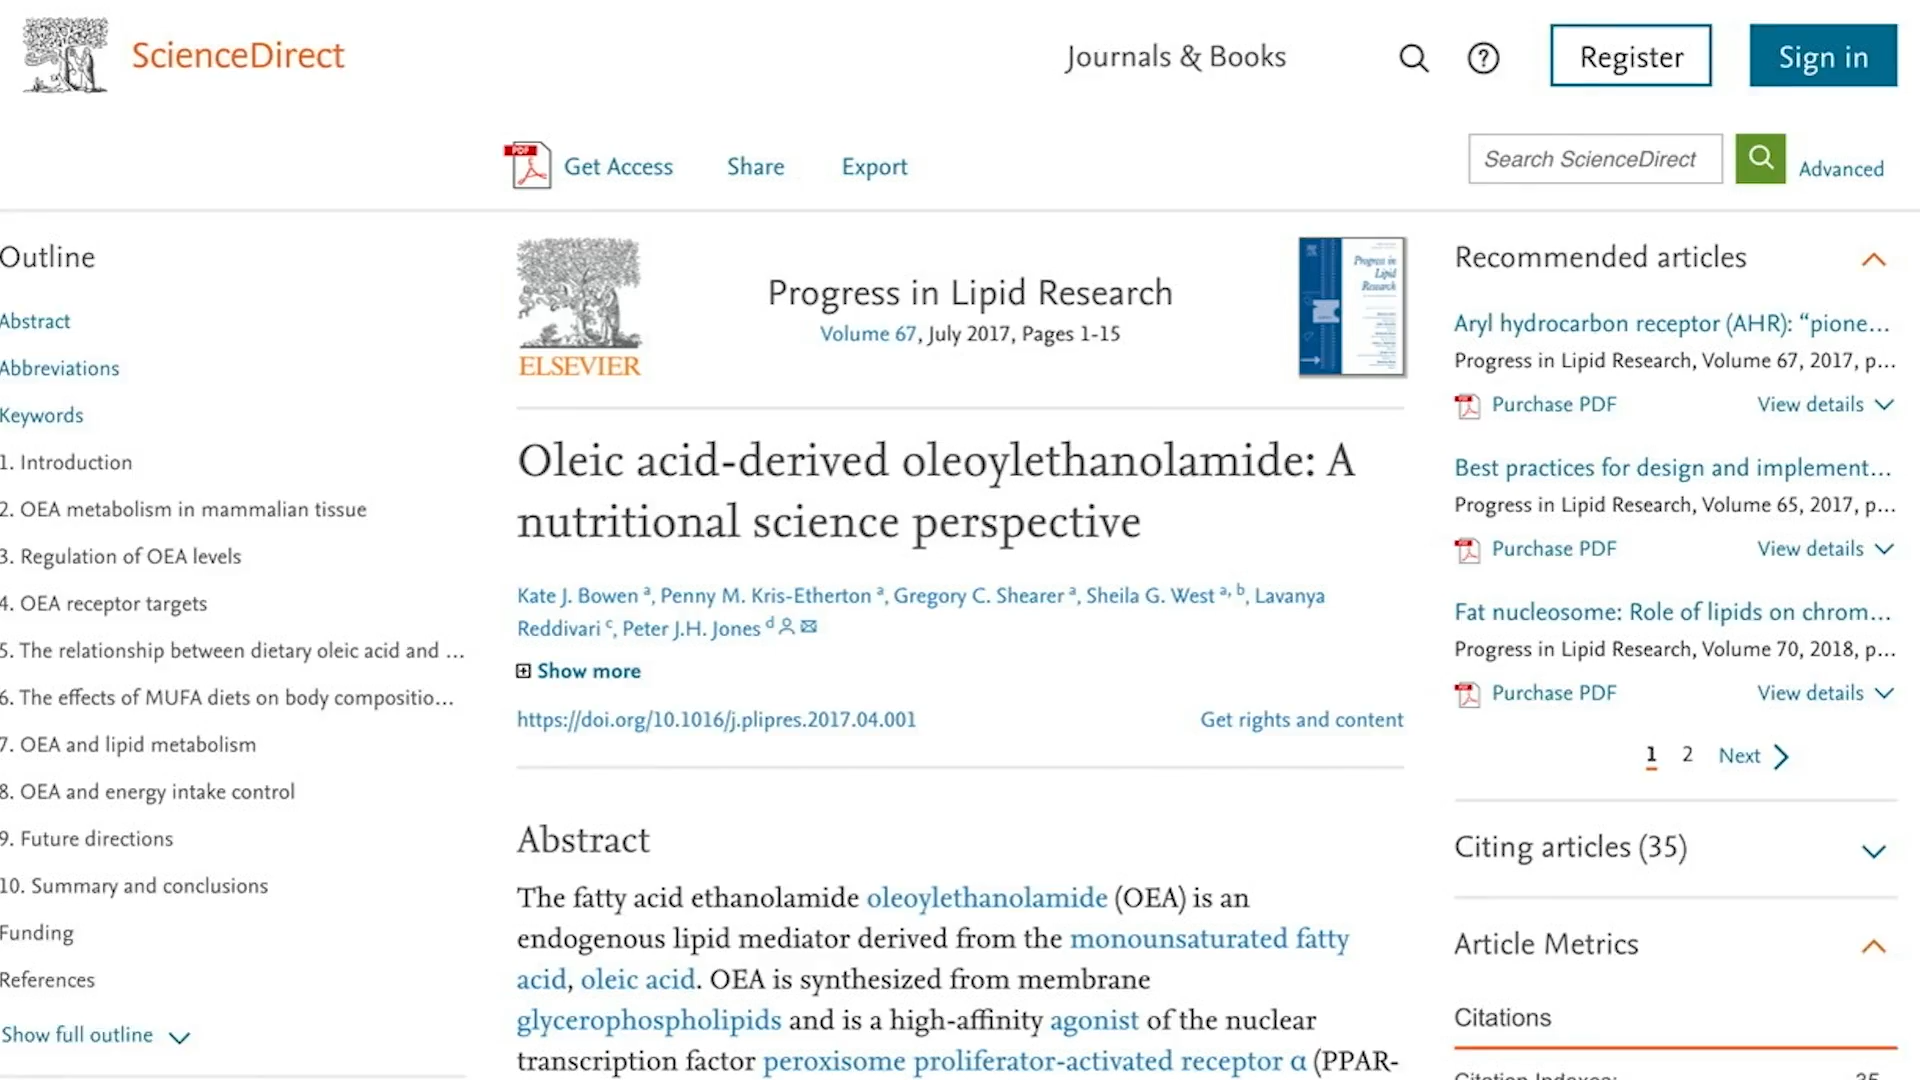 ScienceDirect
Journals & Books
Register
Sign in
Get Access
Share
Export
Search ScienceDirect
Advanced
Outline
Abstract
Abbreviations
Keywords
1. Introduction
2. OEA metabolism in mammalian tissue
3. Regulation of OEA levels
4. OEA receptor targets
5. The relationship between dietary oleic acid and ...
6. The effects of MUFA diets on body compositio...
7. OEA and lipid metabolism
8. OEA and energy intake control
9. Future directions
10. Summary and conclusions
Funding
References
Show full outline
ELSEVIER
Progress in Lipid Research
Volume 67, July 2017, Pages 1-15
Progress in
Lipid
Research
Oleic acid-derived oleoylethanolamide: A
nutritional science perspective
Kate J. Bowen a, Penny M. Kris-Etherton a, Gregory C. Shearer a, Sheila G. West a, b, Lavanya
Reddivari c, Peter J.H. Jones d
Show more
https://doi.org/10.1016/j.plipres.2017.04.001
Get rights and content
Abstract
The fatty acid ethanolamide oleoylethanolamide (OEA) is an
endogenous lipid mediator derived from the monounsaturated fatty
acid, oleic acid. OEA is synthesized from membrane
glycerophospholipids and is a high-affinity agonist of the nuclear
transcription factor peroxisome proliferator-activated receptor α (PPAR-
Recommended articles
Aryl hydrocarbon receptor (AHR): “pione...
Progress in Lipid Research, Volume 67, 2017, p...
PDF
Purchase PDF
View details
Best practices for design and implement...
Progress in Lipid Research, Volume 65, 2017, p...
Purchase PDF
View details
Fat nucleosome: Role of lipids on chrom...
Progress in Lipid Research, Volume 70, 2018, p...
Purchase PDF
View details
1 2 Next
Citing articles (35)
Article Metrics
Citations
Citation Indexes: 35